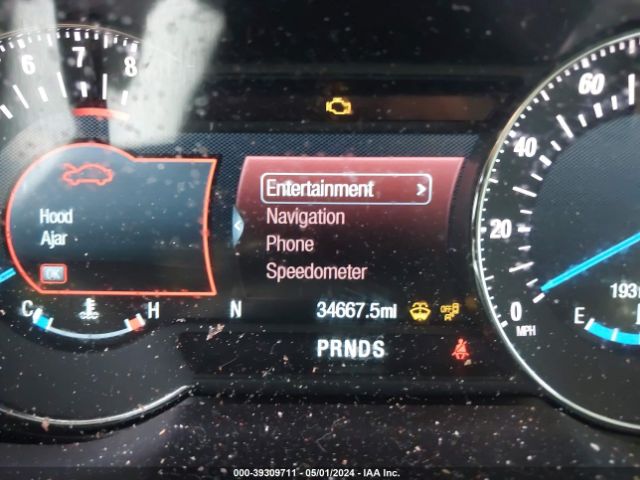 6 7 8
Hood
Ajar
OK
C H
Entertainment >
Navigation
Phone
Speedometer
N 34667.5mi
OFF
PRNDS
60
40
20
0
MPH
E
000-39309711 - 05/01/2024 - IAA Inc.